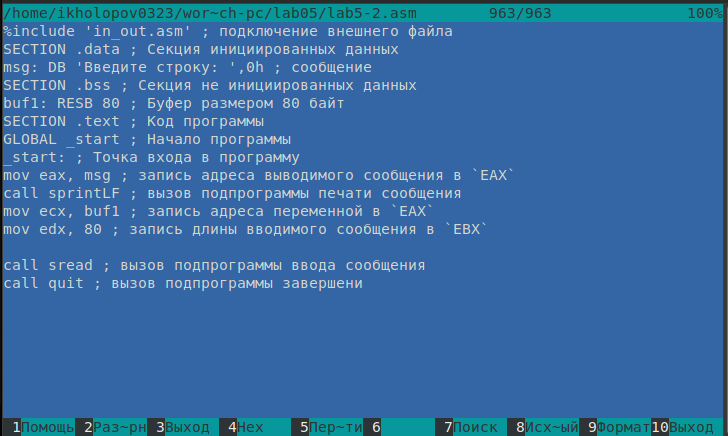 /home/ikholopov0323/wor~ch-pc/lab05/lab5-2.asm 963/963 100%
%include 'in_out.asm' ; подключение внешнего файла
SECTION .data ; Секция инициированных данных
msg: DB 'Введите строку: ',0h ; сообщение
SECTION .bss ; Секция не инициированных данных
buf1: RESB 80 ; Буфер размером 80 байт
SECTION .text ; Код программы
GLOBAL _start ; Начало программы
_start: ; Точка входа в программу
mov eax, msg ; запись адреса выводимого сообщения в `EAX`
call sprintLF ; вызов подпрограммы печати сообщения
mov ecx, buf1 ; запись адреса переменной в `EAX`
mov edx, 80 ; запись длины вводимого сообщения в `EBX`
call sread ; вызов подпрограммы ввода сообщения
call quit ; вызов подпрограммы завершени
1Помощь 2Раз~рн 3Выход 4Hex 5Пер~ти 6 7Поиск 8Исх~ый 9Формат 10Выход